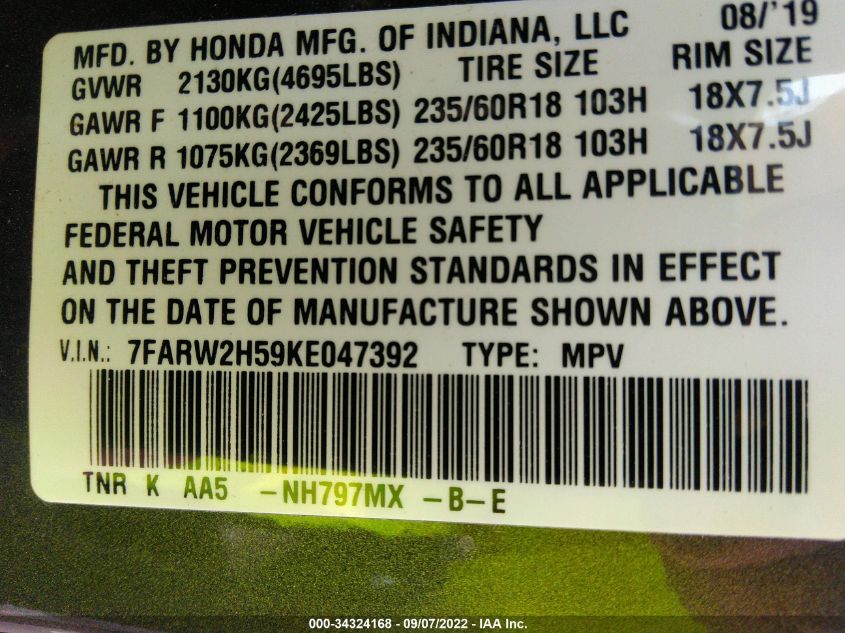 MFD. BY HONDA MFG. OF INDIANA, LLC 08/'19
GVWR 2130KG(4695LBS) TIRE SIZE RIM SIZE
GAWR F 1100KG(2425LBS) 235/60R18 103H 18X7.5J
GAWR R 1075KG(2369LBS) 235/60R18 103H 18X7.5J
THIS VEHICLE CONFORMS TO ALL APPLICABLE
FEDERAL MOTOR VEHICLE SAFETY
AND THEFT PREVENTION STANDARDS IN EFFECT
ON THE DATE OF MANUFACTURE SHOWN ABOVE.
V.I.N.: 7FARW2H59KE047392 TYPE: MPV
TNR K AA5 -NH797MX -B-E
000-34324168 - 09/07/2022 - IAA Inc.